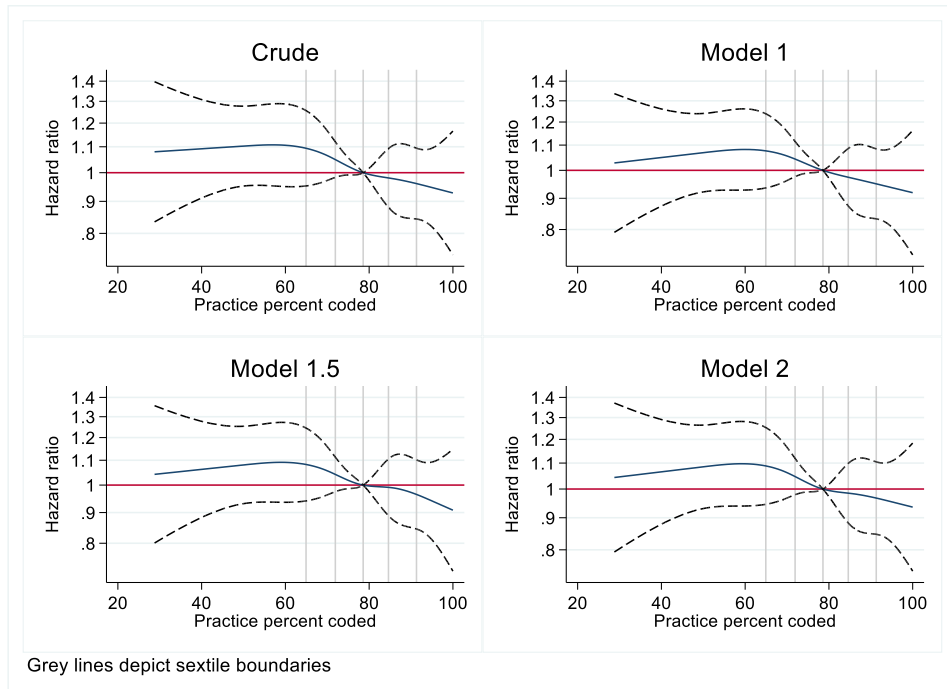 Crude
Hazard ratio
1.4
1.3
1.2
1.1
1
.9
.8
20 40 60 80 100
Practice percent coded
Model 1
Hazard ratio
1.4
1.3
1.2
1.1
1
.9
.8
20 40 60 80 100
Practice percent coded
Model 1.5
Hazard ratio
1.4
1.3
1.2
1.1
1
.9
.8
20 40 60 80 100
Practice percent coded
Model 2
Hazard ratio
1.4
1.3
1.2
1.1
1
.9
.8
20 40 60 80 100
Practice percent coded
Grey lines depict sextile boundaries